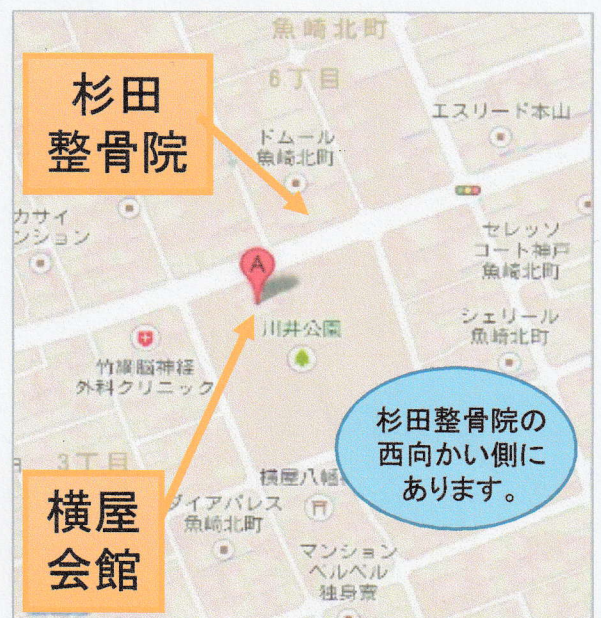 魚崎北町
6丁目
杉田
整骨院
エスリード本山
ドムール
魚崎北町
カサイ
ンション
セレッソ
コート神戸
魚崎北町
A
川井公園
シェリール
魚崎北町
竹綱脳神経
外科クリニック
杉田整骨院の
西向かい側に
あります。
3丁目
横屋八幡
横屋
会館
ダイアパレス
魚崎北町
マンション
ベルベル
独身寮